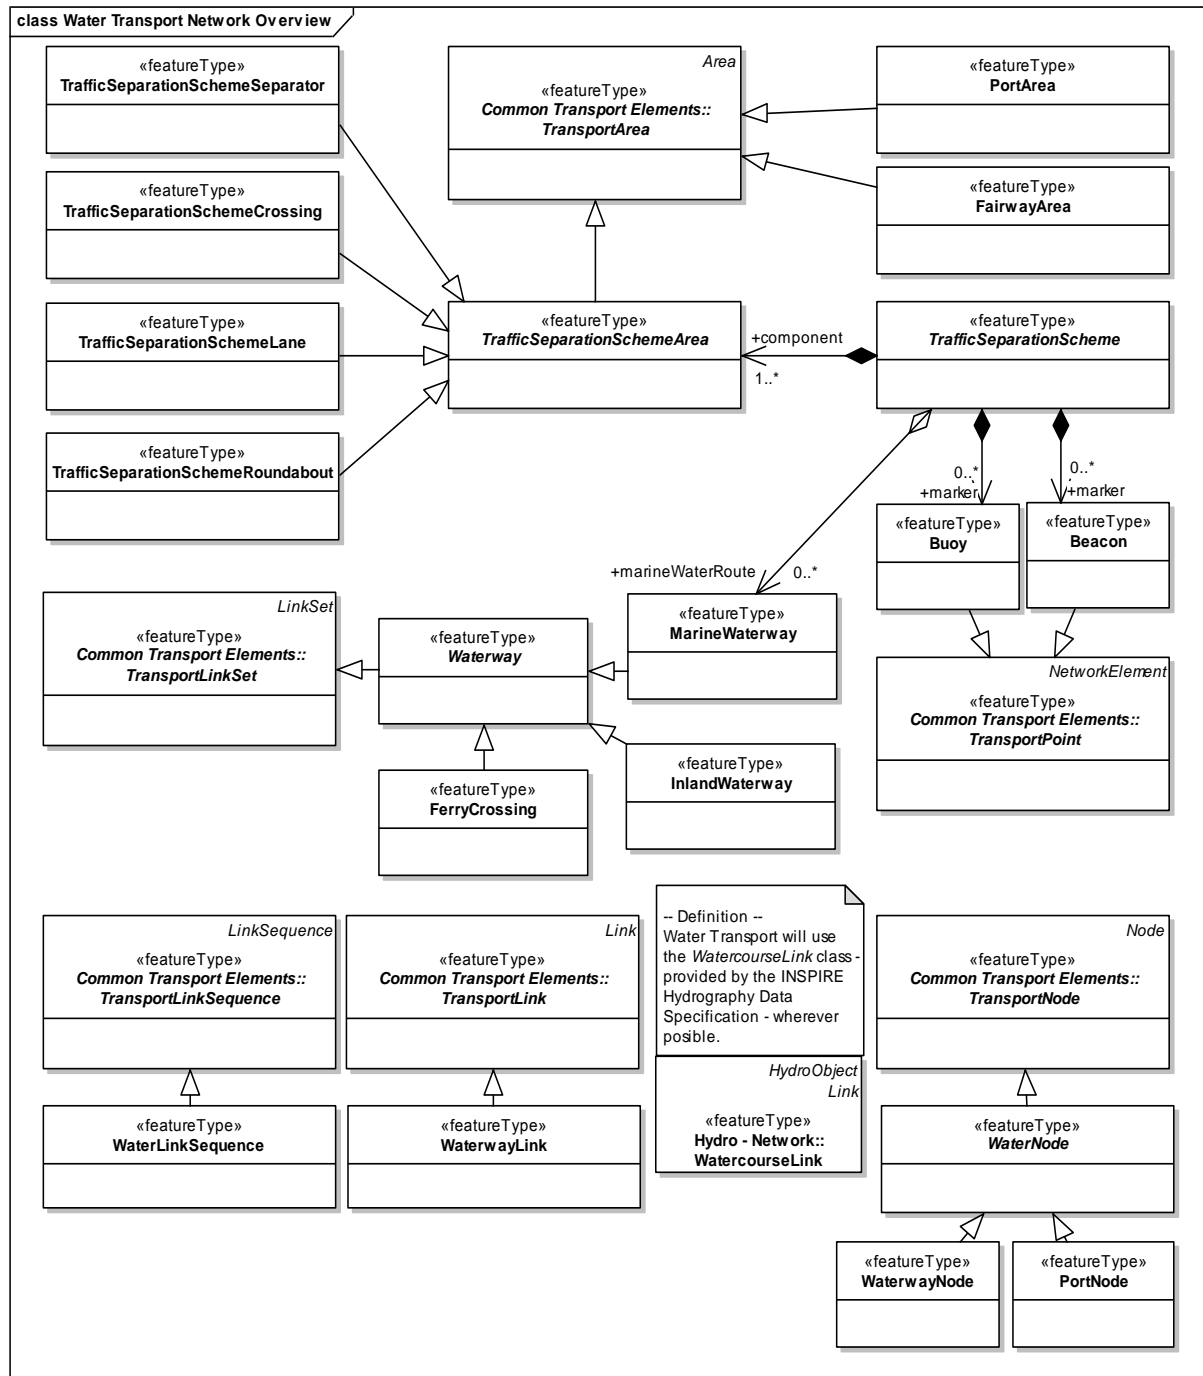 class Water Transport Network Overview
«featureType»
TrafficSeparationSchemeSeparator
Area
«featureType»
Common Transport Elements::
TransportArea
«featureType»
PortArea
«featureType»
TrafficSeparationSchemeCrossing
«featureType»
FairwayArea
«featureType»
TrafficSeparationSchemeLane
«featureType»
TrafficSeparationSchemeArea
+component
1..*
«featureType»
TrafficSeparationScheme
«featureType»
TrafficSeparationSchemeRoundabout
0..*
+marker
0..*
+marker
«featureType»
Buoy
«featureType»
Beacon
+marineWaterRoute
0..*
LinkSet
«featureType»
Common Transport Elements::
TransportLinkSet
«featureType»
Waterway
«featureType»
MarineWaterway
NetworkElement
«featureType»
Common Transport Elements::
TransportPoint
«featureType»
FerryCrossing
«featureType»
InlandWaterway
LinkSequence
«featureType»
Common Transport Elements::
TransportLinkSequence
Link
«featureType»
Common Transport Elements::
TransportLink
-- Definition --
Water Transport will use
the WatercourseLink class -
provided by the INSPIRE
Hydrography Data
Specification - wherever
posible.
Node
«featureType»
Common Transport Elements::
TransportNode
«featureType»
WaterLinkSequence
«featureType»
WaterwayLink
HydroObject
Link
«featureType»
Hydro - Network::
WatercourseLink
«featureType»
WaterNode
«featureType»
WaterwayNode
«featureType»
PortNode